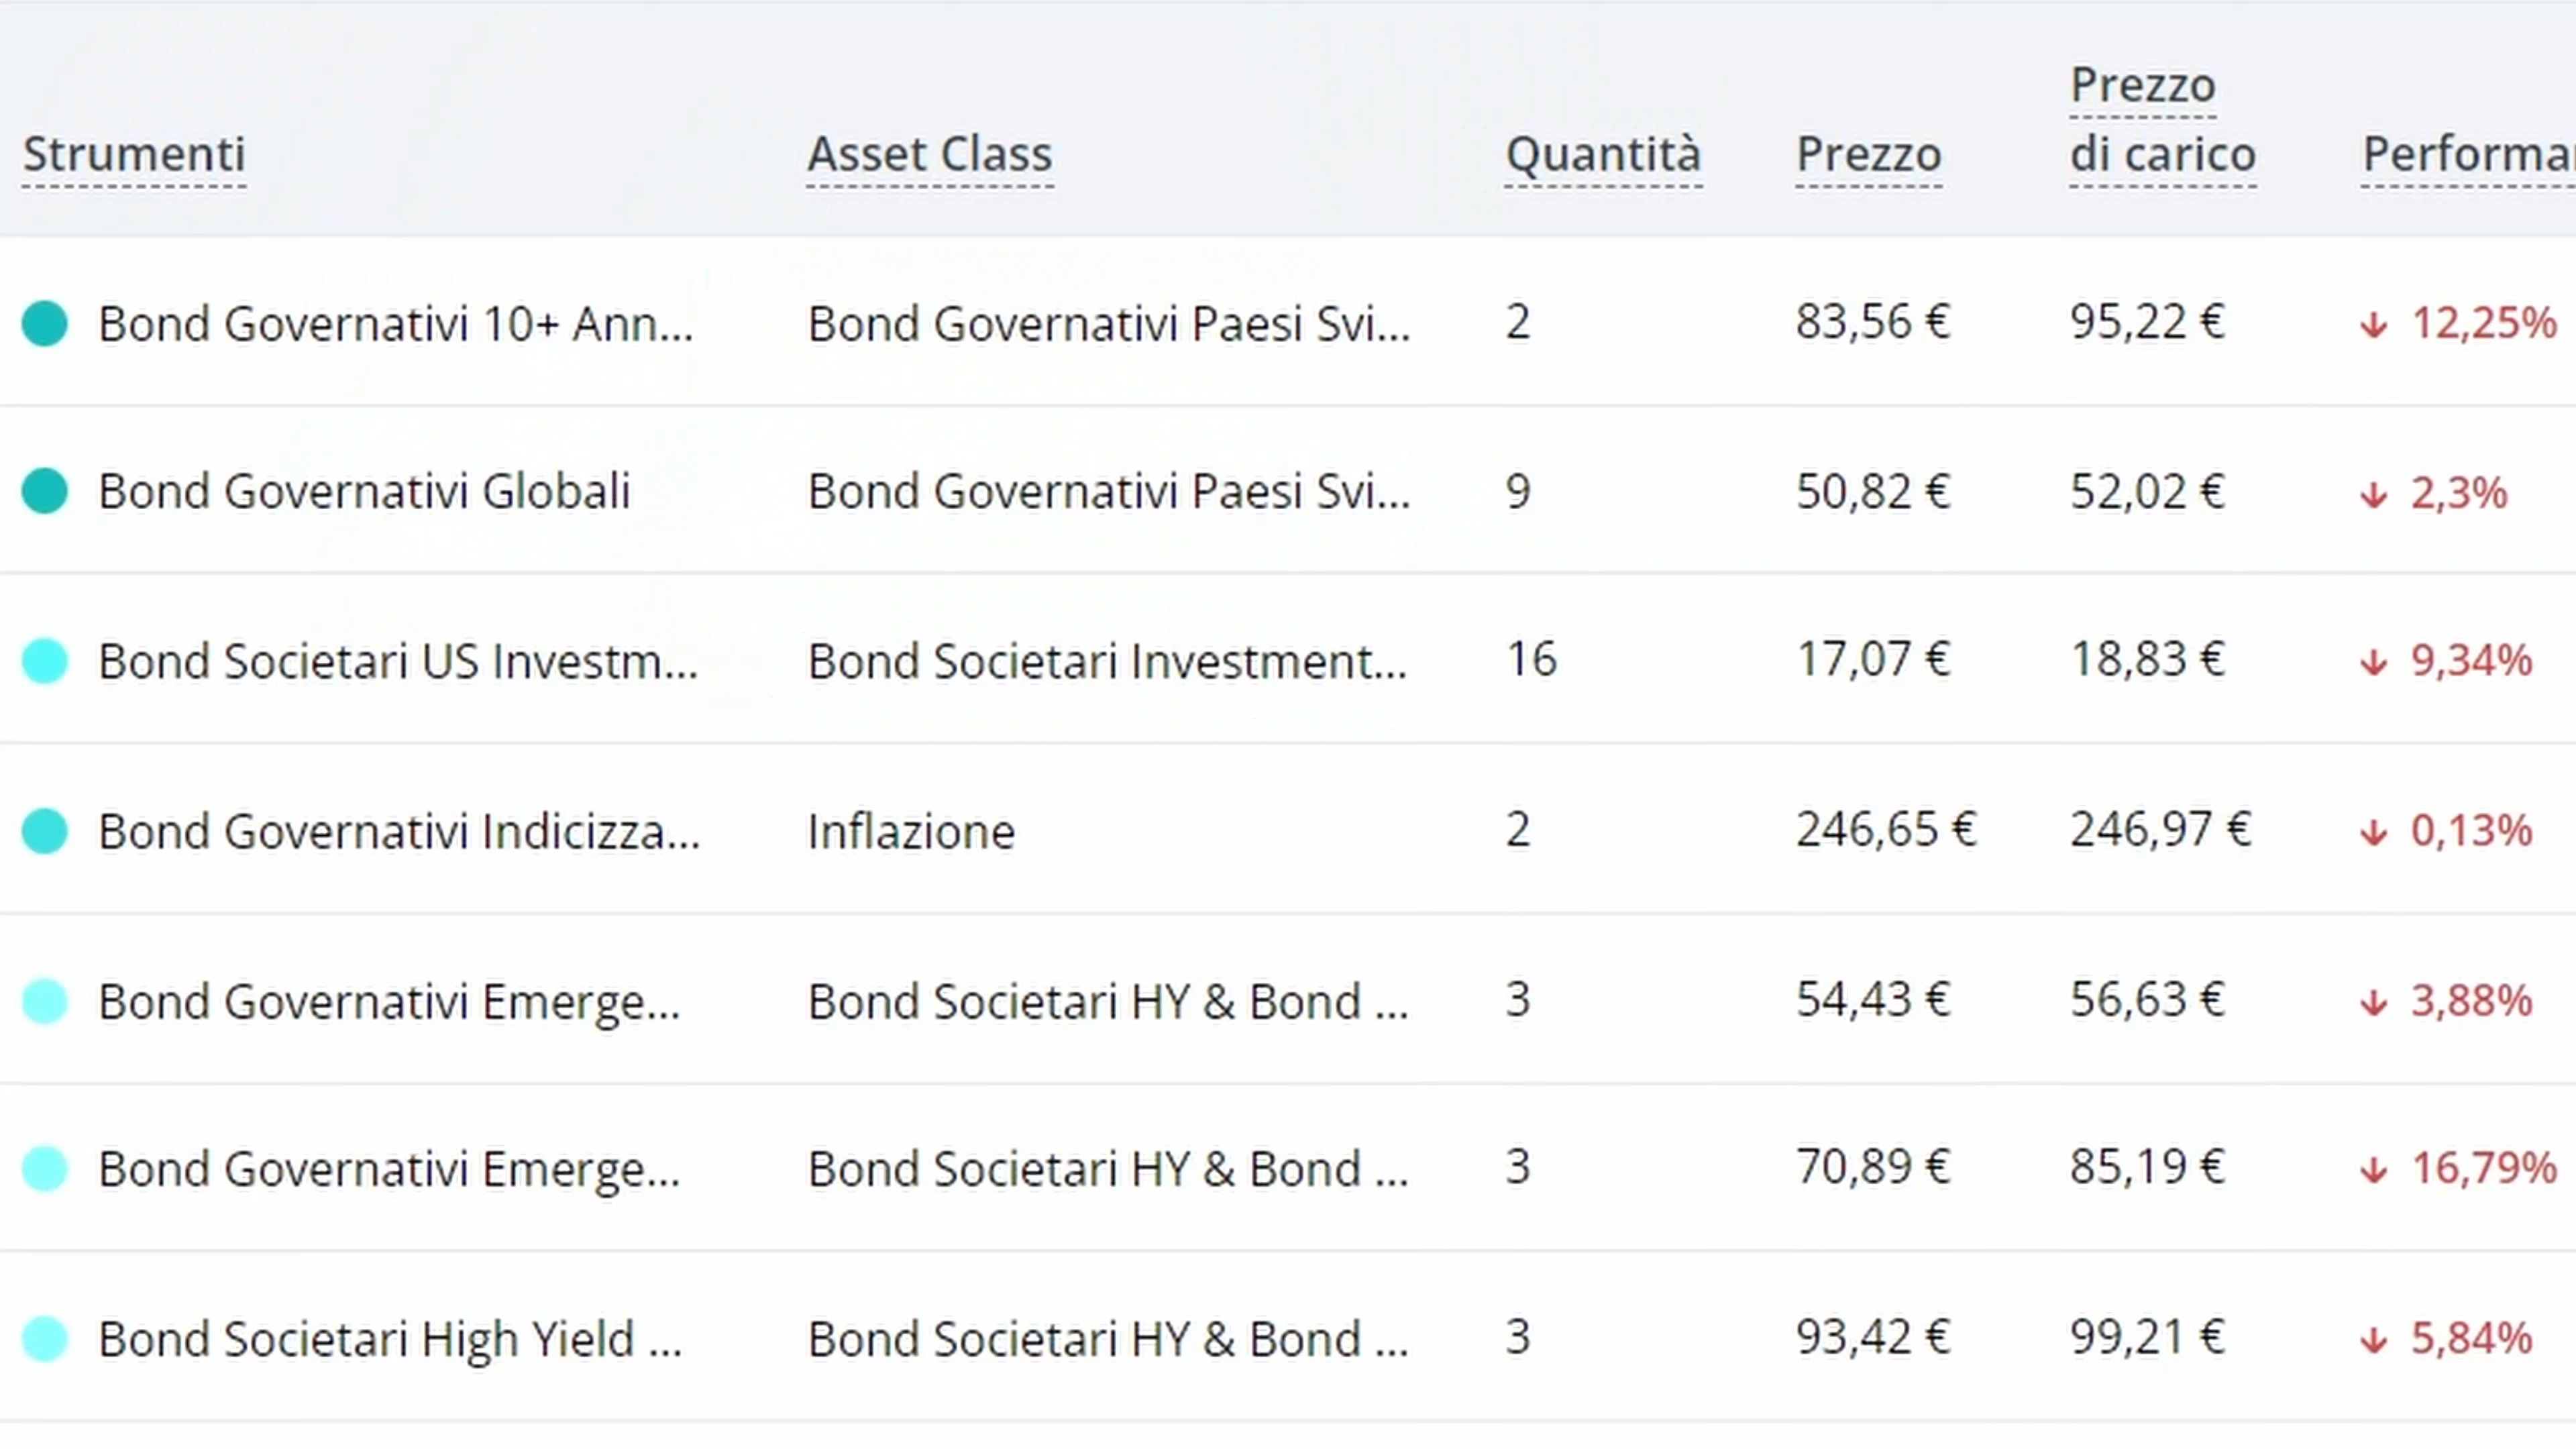 Strumenti Asset Class Quantità Prezzo Prezzo di carico Performa
Bond Governativi 10+ Ann... Bond Governativi Paesi Svi... 2 83,56 € 95,22 € ↓ 12,25%
Bond Governativi Globali Bond Governativi Paesi Svi... 9 50,82 € 52,02 € ↓ 2,3%
Bond Societari US Investm... Bond Societari Investment... 16 17,07 € 18,83 € ↓ 9,34%
Bond Governativi Indicizza... Inflazione 2 246,65 € 246,97 € ↓ 0,13%
Bond Governativi Emerge... Bond Societari HY & Bond ... 3 54,43 € 56,63 € ↓ 3,88%
Bond Governativi Emerge... Bond Societari HY & Bond ... 3 70,89 € 85,19 € ↓ 16,79%
Bond Societari High Yield ... Bond Societari HY & Bond ... 3 93,42 € 99,21 € ↓ 5,84%